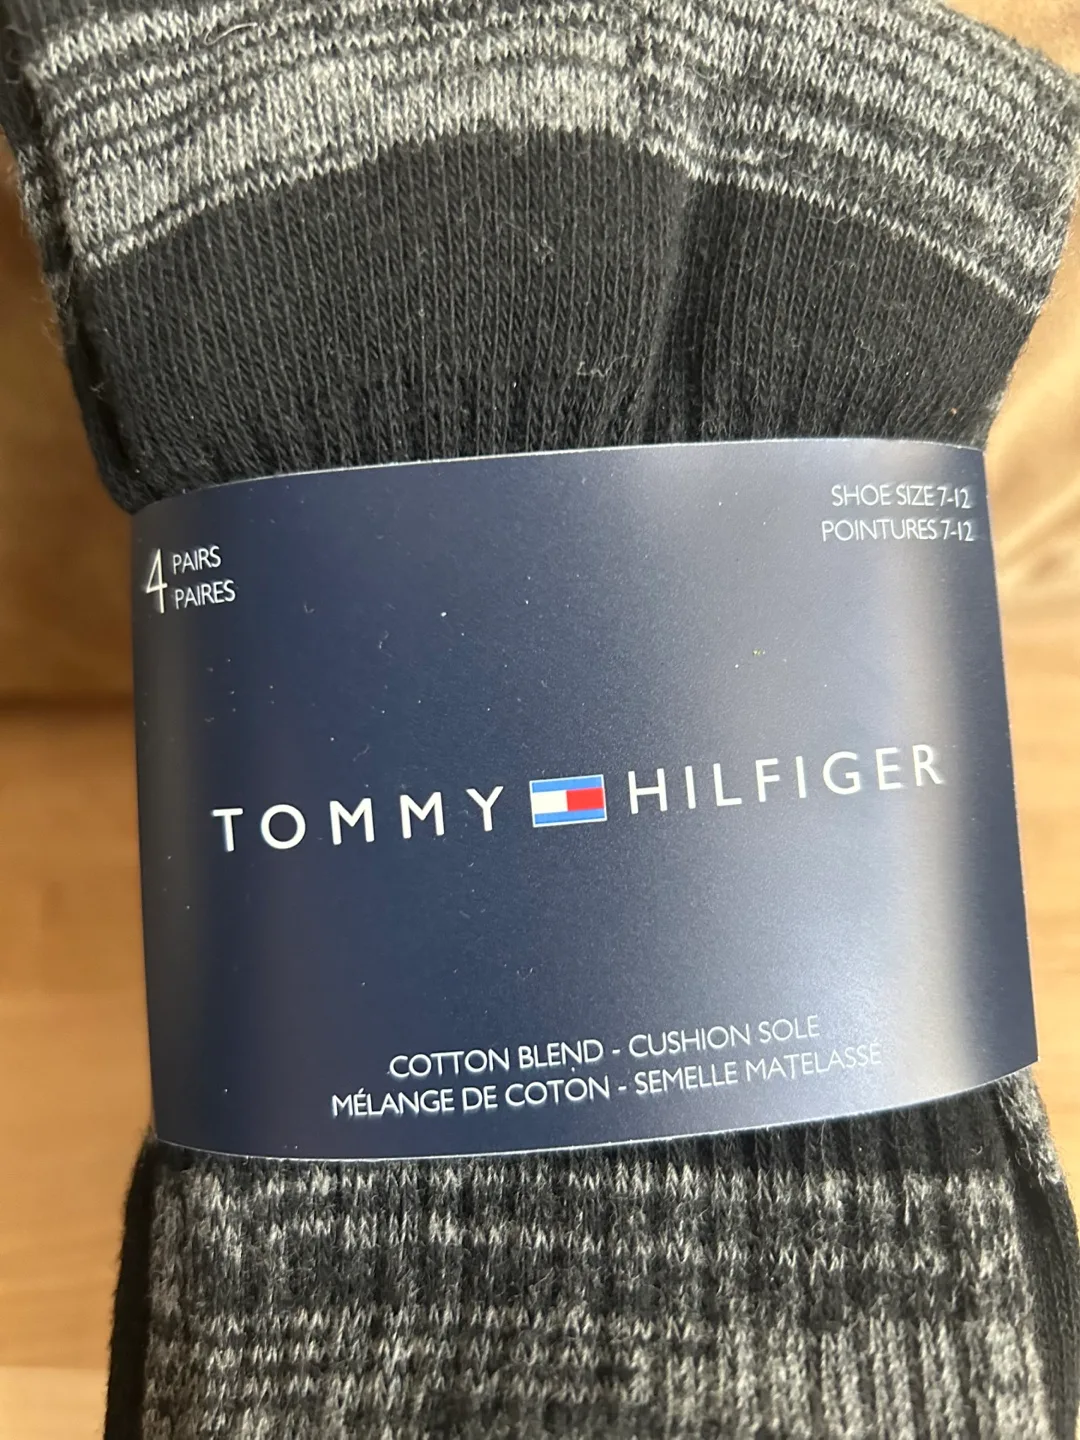 SHOE SIZE 7-12
POINTURES 7-12
4 PAIRS
PAIRES
TOMMY HILFIGER
COTTON BLEND - CUSHION SOLE
MÉLANGE DE COTON - SEMELLE MATELASSÉ